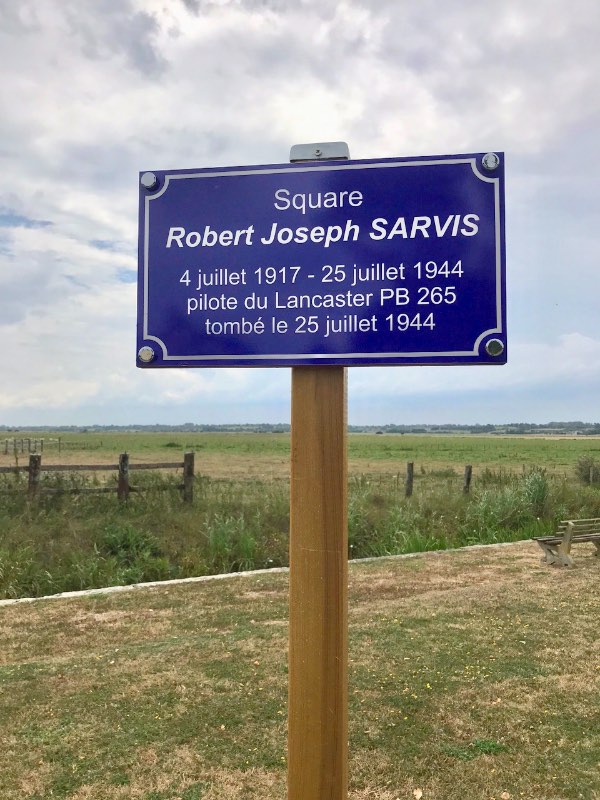 Square
Robert Joseph SARVIS
4 juillet 1917 - 25 juillet 1944
pilote du Lancaster PB 265
tombé le 25 juillet 1944